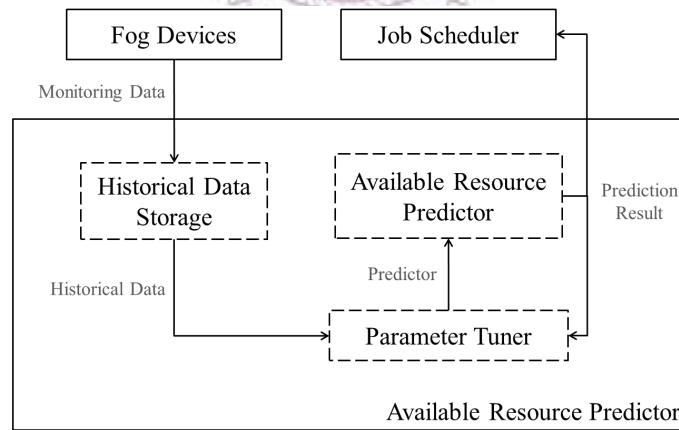 Fog Devices
Job Scheduler
Monitoring Data
Historical Data
Storage
Available Resource
Predictor
Prediction
Result
Historical Data
Predictor
Parameter Tuner
Available Resource Predictor